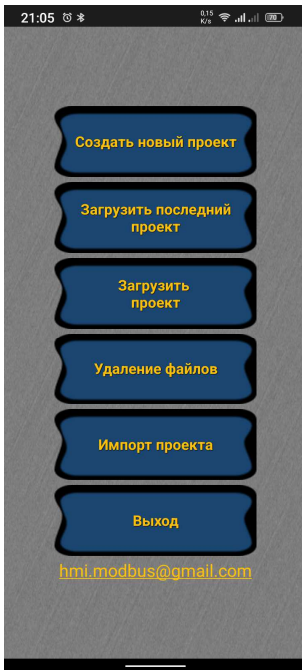 21:05
0,15
K/s
Создать новый проект
Загрузить последний
проект
Загрузить
проект
Удаление файлов
Импорт проекта
Выход
hmi.modbus@gmail.com